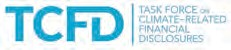 TCFD
TASK FORCE ON
CLIMATE-RELATED
FINANCIAL
DISCLOSURES